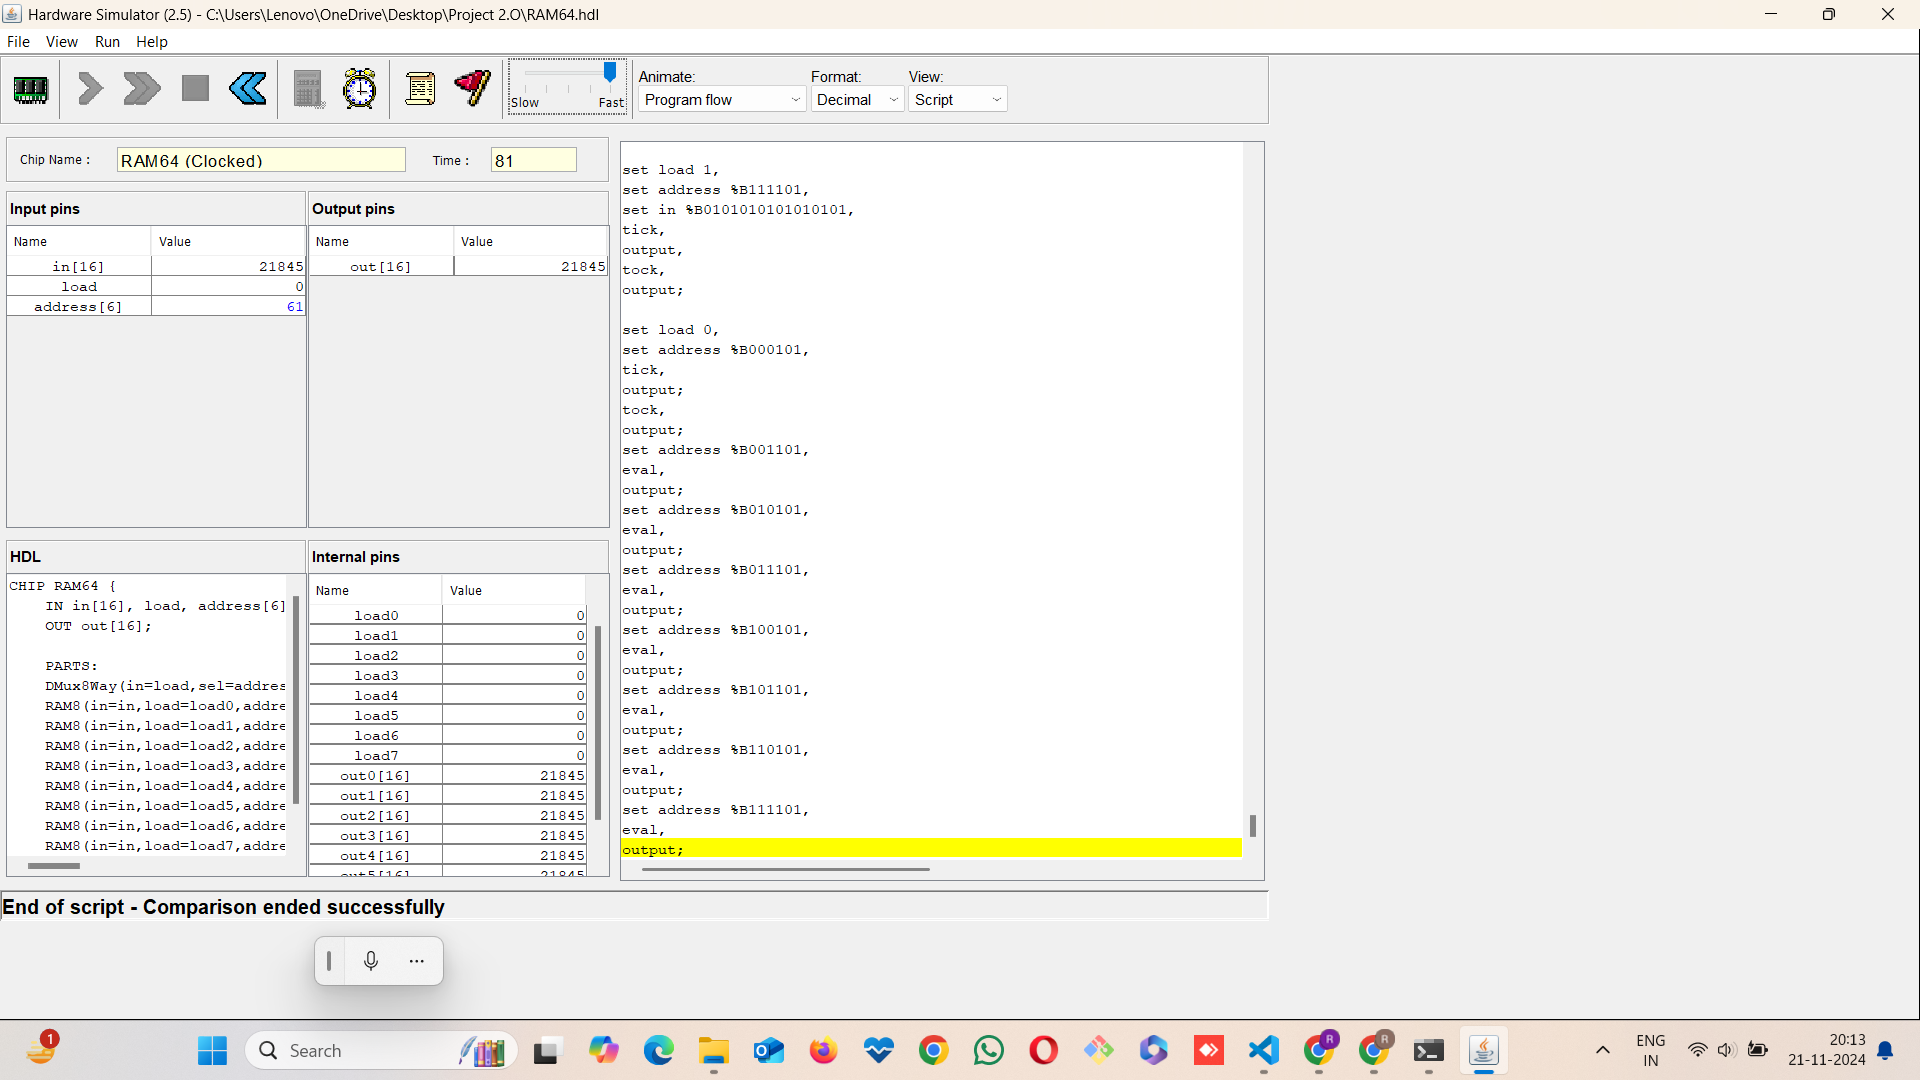 Hardware Simulator (2.5) - C:\Users\Lenovo\OneDrive\Desktop\Project 2.O\RAM64.hdl
File View Run Help
Slow Fast
Animate:
Program flow
Format:
Decimal
View:
Script
Chip Name :
RAM64 (Clocked)
Time :
81
Input pins
Name Value
in[16] 21845
load 0
address[6] 61
Output pins
Name Value
out[16] 21845
HDL
CHIP RAM64 {
IN in[16], load, address[6]
OUT out[16];
PARTS:
DMux8Way(in=load,sel=addres
RAM8(in=in,load=load0,addre
RAM8(in=in,load=load1,addre
RAM8(in=in,load=load2,addre
RAM8(in=in,load=load3,addre
RAM8(in=in,load=load4,addre
RAM8(in=in,load=load5,addre
RAM8(in=in,load=load6,addre
RAM8(in=in,load=load7,addre
Internal pins
Name Value
load0 0
load1 0
load2 0
load3 0
load4 0
load5 0
load6 0
load7 0
out0[16] 21845
out1[16] 21845
out2[16] 21845
out3[16] 21845
out4[16] 21845
out5[16] 21845
set load 1,
set address %B111101,
set in %B0101010101010101,
tick,
output,
tock,
output;
set load 0,
set address %B000101,
tick,
output;
tock,
output;
set address %B001101,
eval,
output;
set address %B010101,
eval,
output;
set address %B011101,
eval,
output;
set address %B100101,
eval,
output;
set address %B101101,
eval,
output;
set address %B110101,
eval,
output;
set address %B111101,
eval,
output;
End of script - Comparison ended successfully
1
Search
R
R
ENG
IN
20:13
21-11-2024